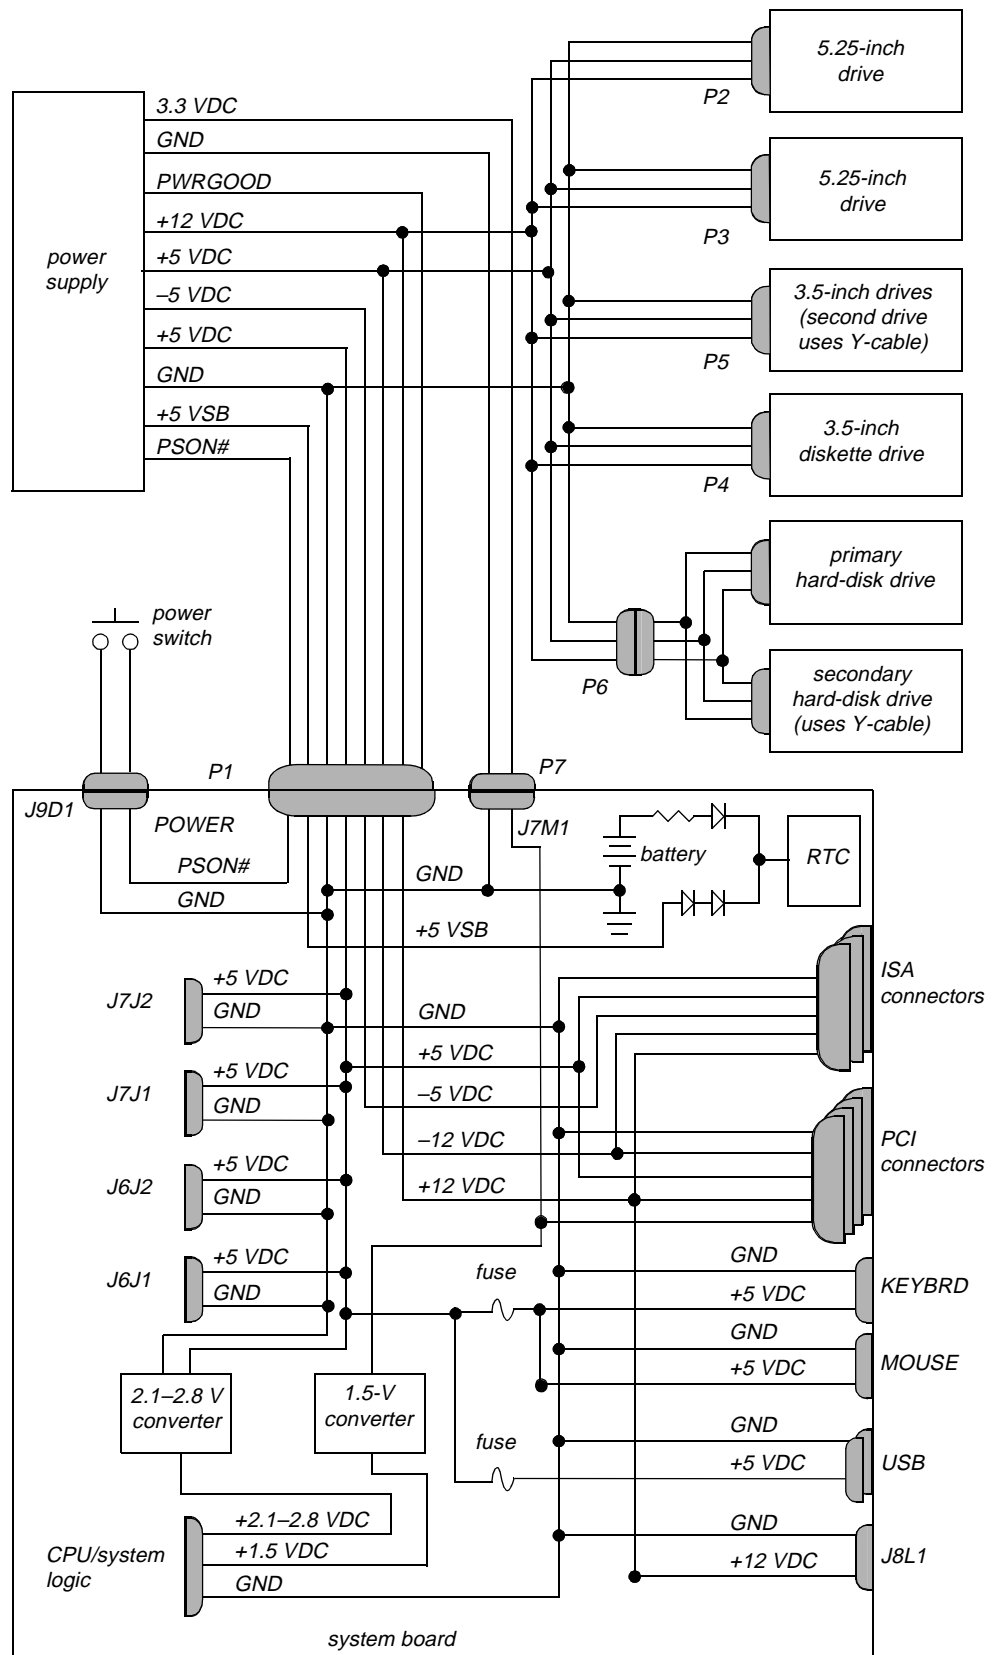 5.25-inch
drive
P2
3.3 VDC
GND
PWRGOOD
+12 VDC
+5 VDC
–5 VDC
+5 VDC
GND
+5 VSB
PSON#
power
supply
5.25-inch
drive
P3
3.5-inch drives
(second drive
uses Y-cable)
P5
3.5-inch
diskette drive
P4
primary
hard-disk drive
P6
secondary
hard-disk drive
(uses Y-cable)
power
switch
P1
P7
J9D1
POWER
J7M1
PSON#
GND
GND
battery
RTC
+5 VSB
J7J2
+5 VDC
GND
GND
ISA
connectors
J7J1
+5 VDC
GND
+5 VDC
–5 VDC
–12 VDC
+12 VDC
PCI
connectors
J6J2
+5 VDC
GND
J6J1
+5 VDC
GND
fuse
GND
+5 VDC
KEYBRD
GND
+5 VDC
MOUSE
2.1–2.8 V
converter
1.5-V
converter
fuse
GND
+5 VDC
USB
CPU/system
logic
+2.1–2.8 VDC
+1.5 VDC
GND
GND
+12 VDC
J8L1
system board